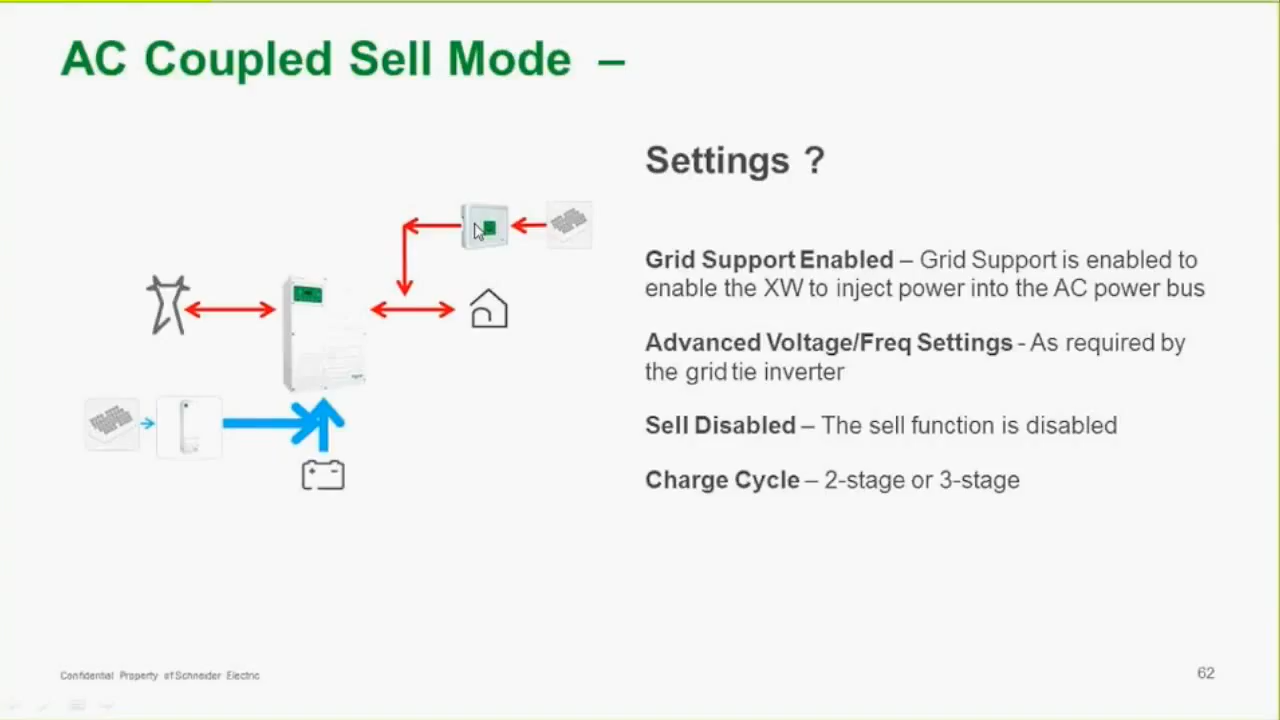 AC Coupled Sell Mode –
Settings ?
Grid Support Enabled – Grid Support is enabled to
enable the XW to inject power into the AC power bus
Advanced Voltage/Freq Settings - As required by
the grid tie inverter
Sell Disabled – The sell function is disabled
Charge Cycle – 2-stage or 3-stage
Confidential Property of Schneider Electric
62